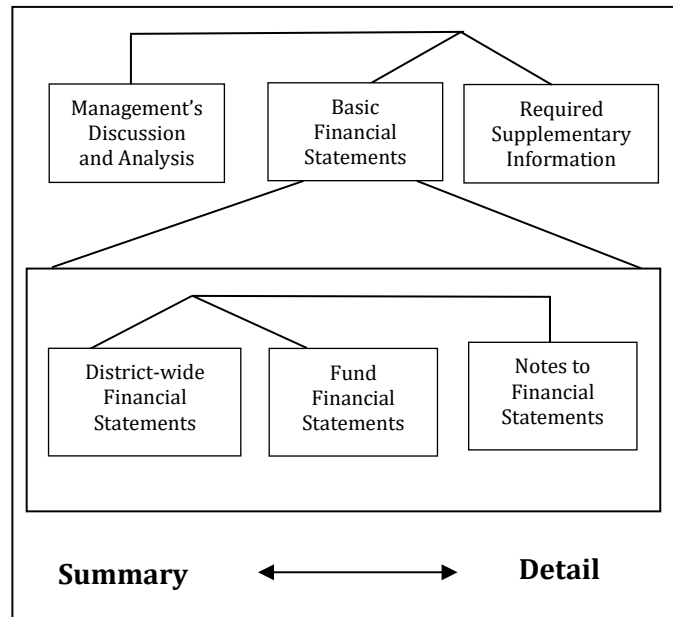 Management’s
Discussion
and Analysis
Basic
Financial
Statements
Required
Supplementary
Information
District-wide
Financial
Statements
Fund
Financial
Statements
Notes to
Financial
Statements
Summary
Detail